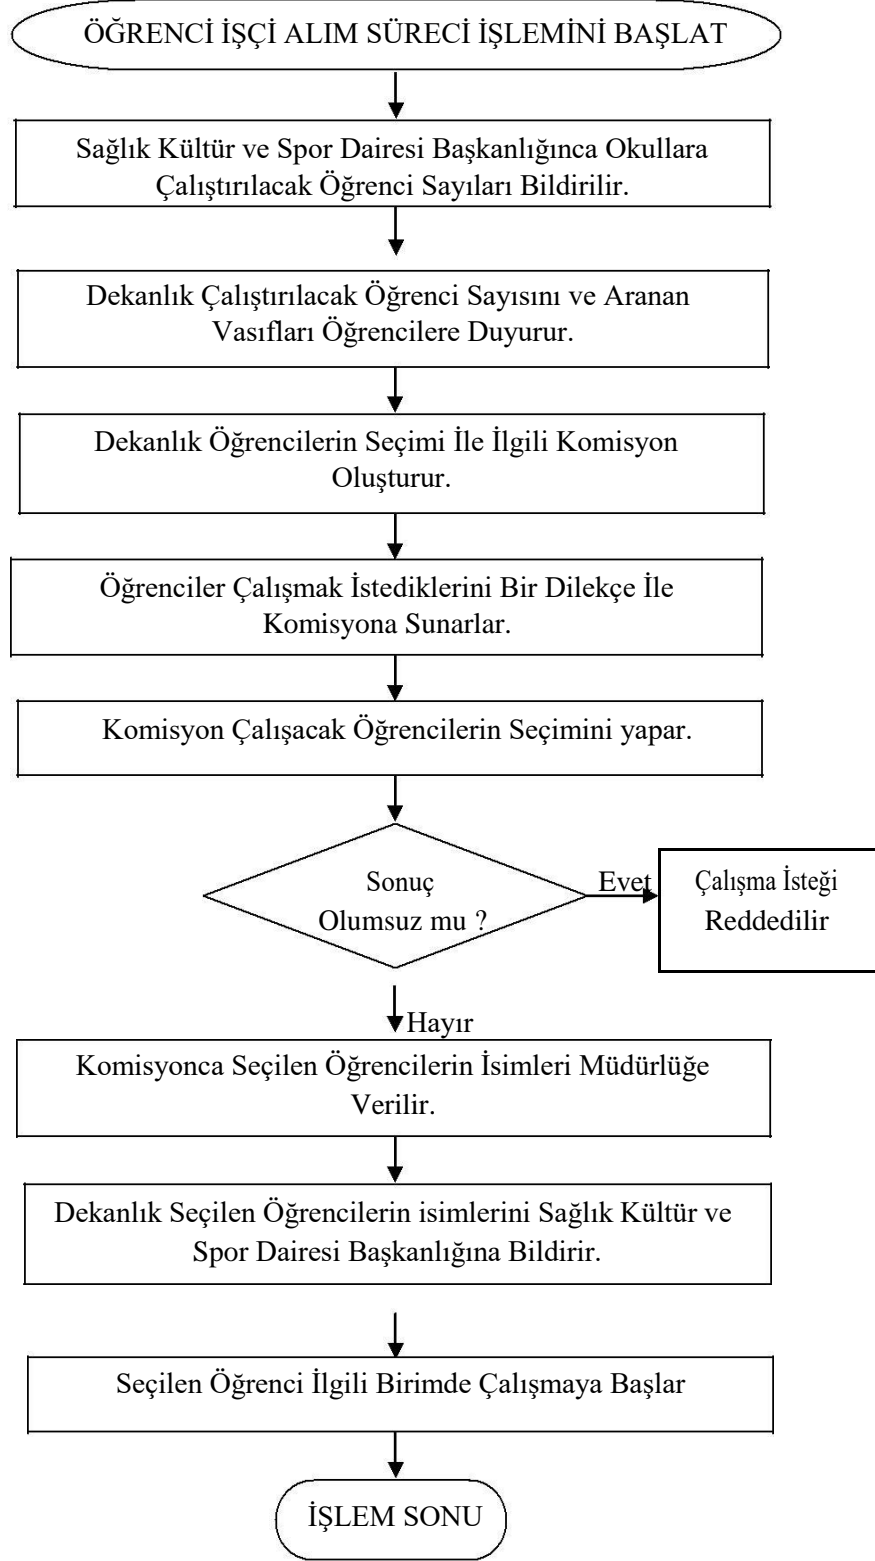 ÖĞRENCİ İŞÇİ ALIM SÜRECİ İŞLEMİNİ BAŞLAT
Sağlık Kültür ve Spor Dairesi Başkanlığınca Okullara
Çalıştırılacak Öğrenci Sayıları Bildirilir.
Dekanlık Çalıştırılacak Öğrenci Sayısını ve Aranan
Vasıfları Öğrencilere Duyurur.
Dekanlık Öğrencilerin Seçimi İle İlgili Komisyon
Oluşturur.
Öğrenciler Çalışmak İstediklerini Bir Dilekçe İle
Komisyona Sunarlar.
Komisyon Çalışacak Öğrencilerin Seçimini yapar.
Sonuç
Olumsuz mu ?
Evet
Çalışma İsteği
Reddedilir
Hayır
Komisyonca Seçilen Öğrencilerin İsimleri Müdürlüğe
Verilir.
Dekanlık Seçilen Öğrencilerin isimlerini Sağlık Kültür ve
Spor Dairesi Başkanlığına Bildirir.
Seçilen Öğrenci İlgili Birimde Çalışmaya Başlar
İŞLEM SONU